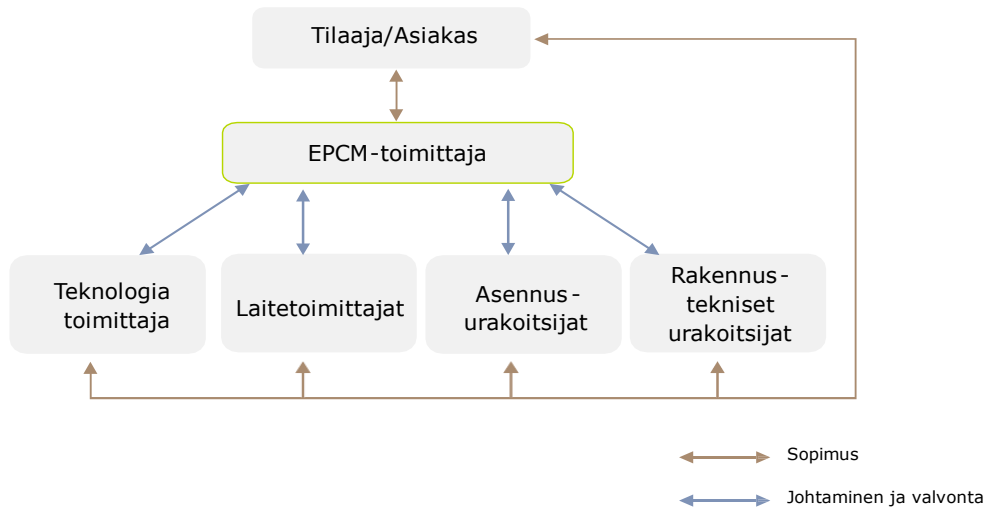 Tilaaja/Asiakas
EPCM-toimittaja
Teknologia
toimittaja
Laitetoimittajat
Asennus-
urakoitsijat
Rakennus-
tekniset
urakoitsijat
Sopimus
Johtaminen ja valvonta